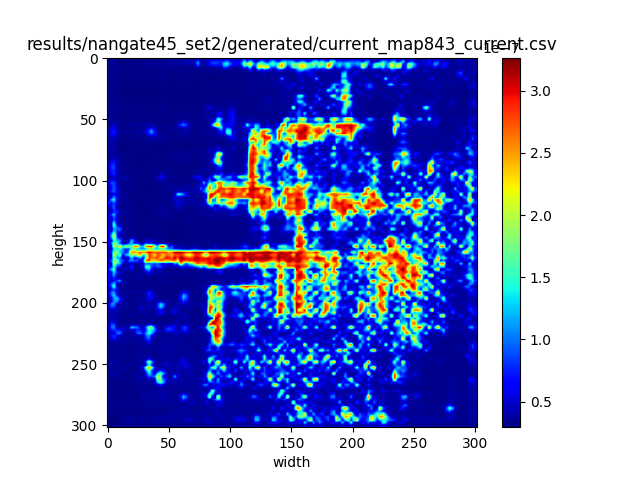 results/nangate45_set2/generated/current_map843_current.csv
1e−7
0
50
100
150
200
250
300
height
0 50 100 150 200 250 300
width
3.0
2.5
2.0
1.5
1.0
0.5